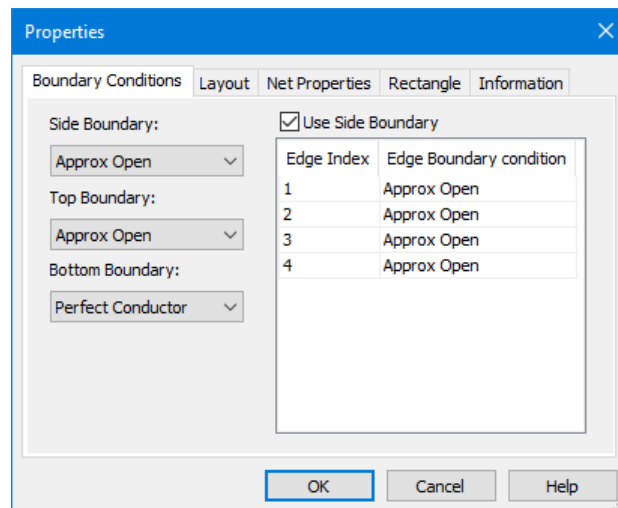 Properties
Boundary Conditions Layout Net Properties Rectangle Information
Side Boundary:
Approx Open
Top Boundary:
Approx Open
Bottom Boundary:
Perfect Conductor
Use Side Boundary
Edge Index Edge Boundary condition
1 Approx Open
2 Approx Open
3 Approx Open
4 Approx Open
OK Cancel Help